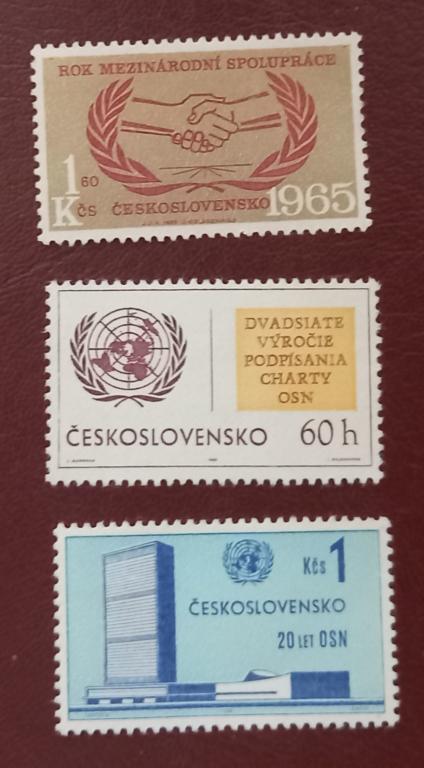 ROK MEZINÁRODNÍ SPOLUPRÁCE
1 60
Kčs ČESKOSLOVENSKO 1965
DVADSIATE
VÝROČIE
PODPÍSANIA
CHARTY
OSN
ČESKOSLOVENSKO 60 h
Kčs 1
ČESKOSLOVENSKO
20 LET OSN